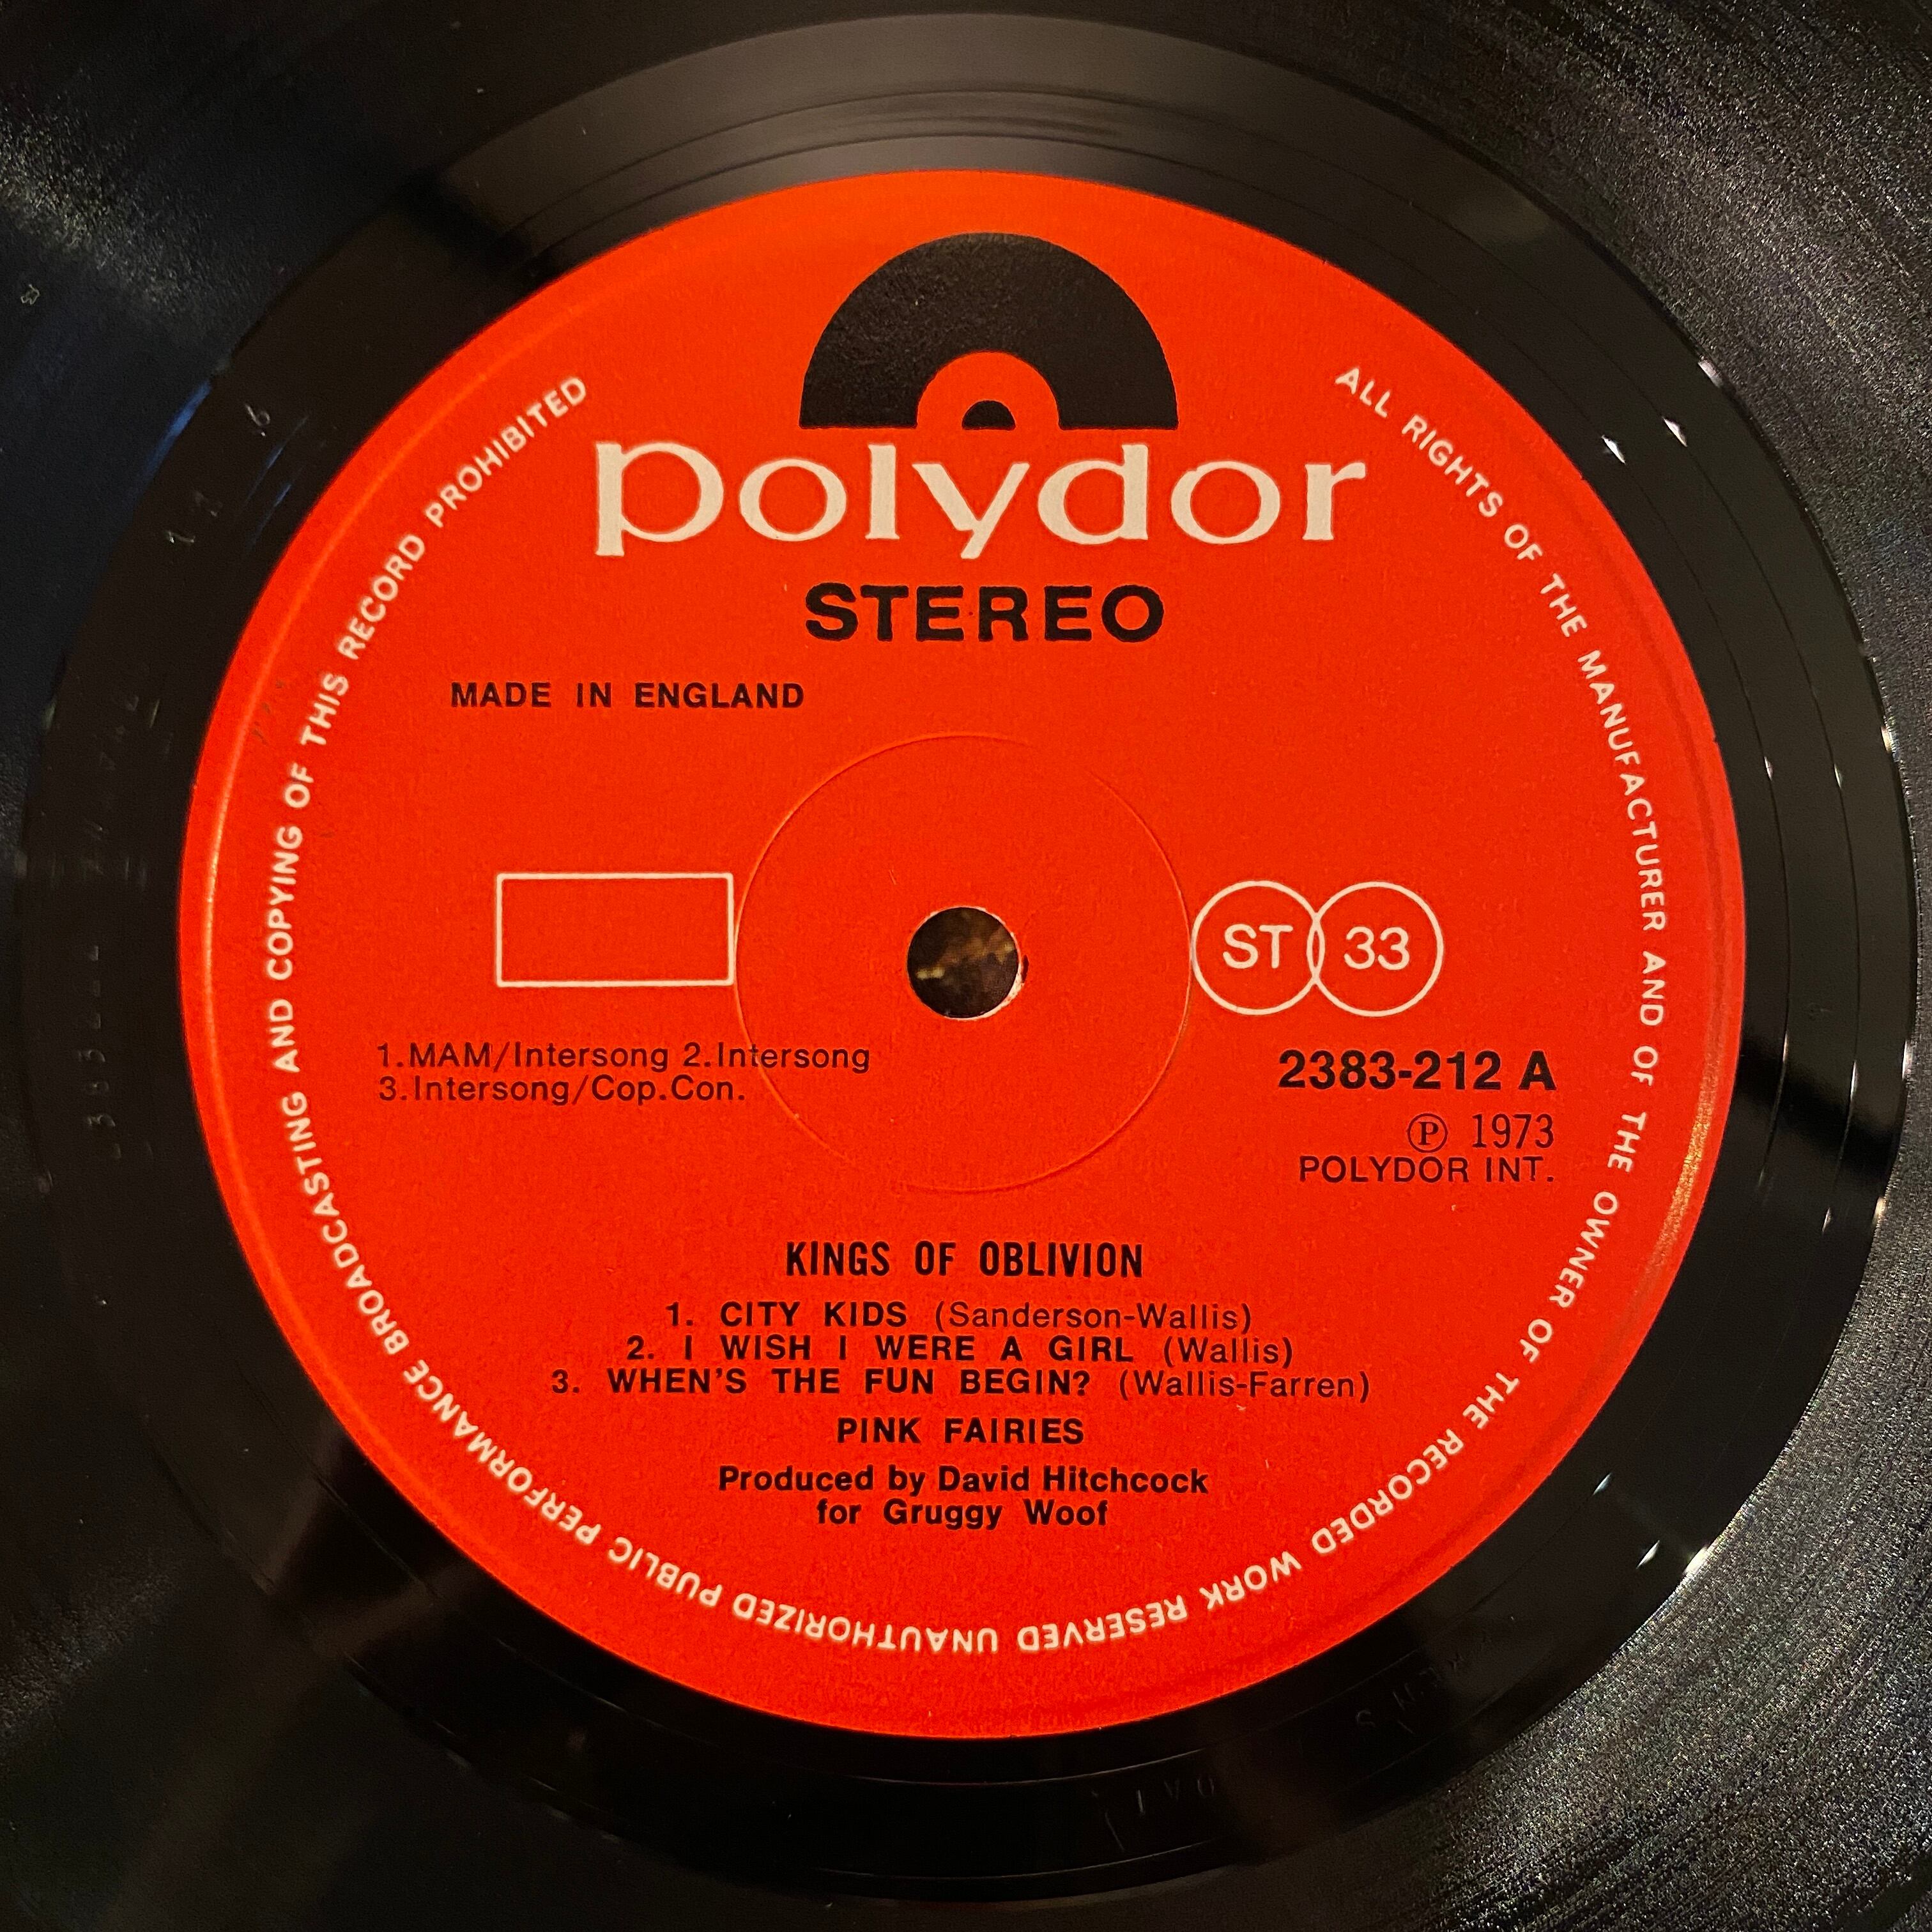 polydor
STEREO
MADE IN ENGLAND
ST 33
1.MAM/Intersong 2.Intersong
3.Intersong/Cop.Con.
2383-212 A
Ⓟ 1973
POLYDOR INT.
KINGS OF OBLIVION
1. CITY KIDS (Sanderson-Wallis)
2. I WISH I WERE A GIRL (Wallis)
3. WHEN'S THE FUN BEGIN? (Wallis-Farren)
PINK FAIRIES
Produced by David Hitchcock
for Gruggy Woof
ALL RIGHTS OF THE MANUFACTURER AND OF THE OWNER OF THE RECORDED WORK RESERVED UNAUTHORIZED PUBLIC PERFORMANCE BROADCASTING AND COPYING OF THIS RECORD PROHIBITED